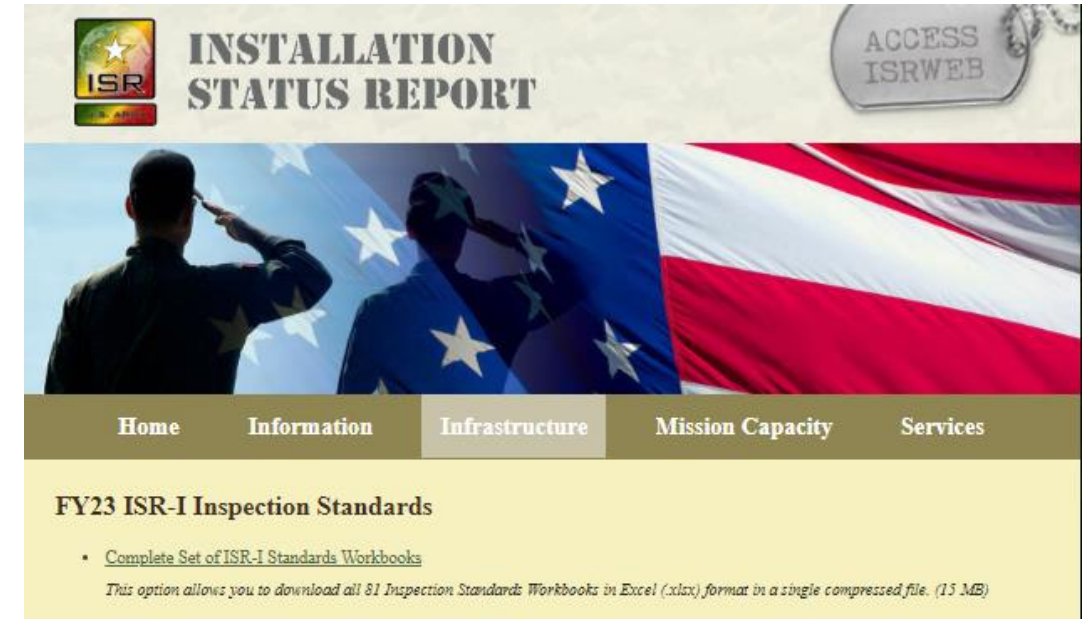 INSTALLATION
STATUS REPORT
ISR
U.S. ARMY
ACCESS
ISRWEB
Home Information Infrastructure Mission Capacity Services
FY23 ISR-I Inspection Standards
• Complete Set of ISR-I Standards Workbooks
This option allows you to download all 81 Inspection Standards Workbooks in Excel (.xlsx) format in a single compressed file. (15 MB)